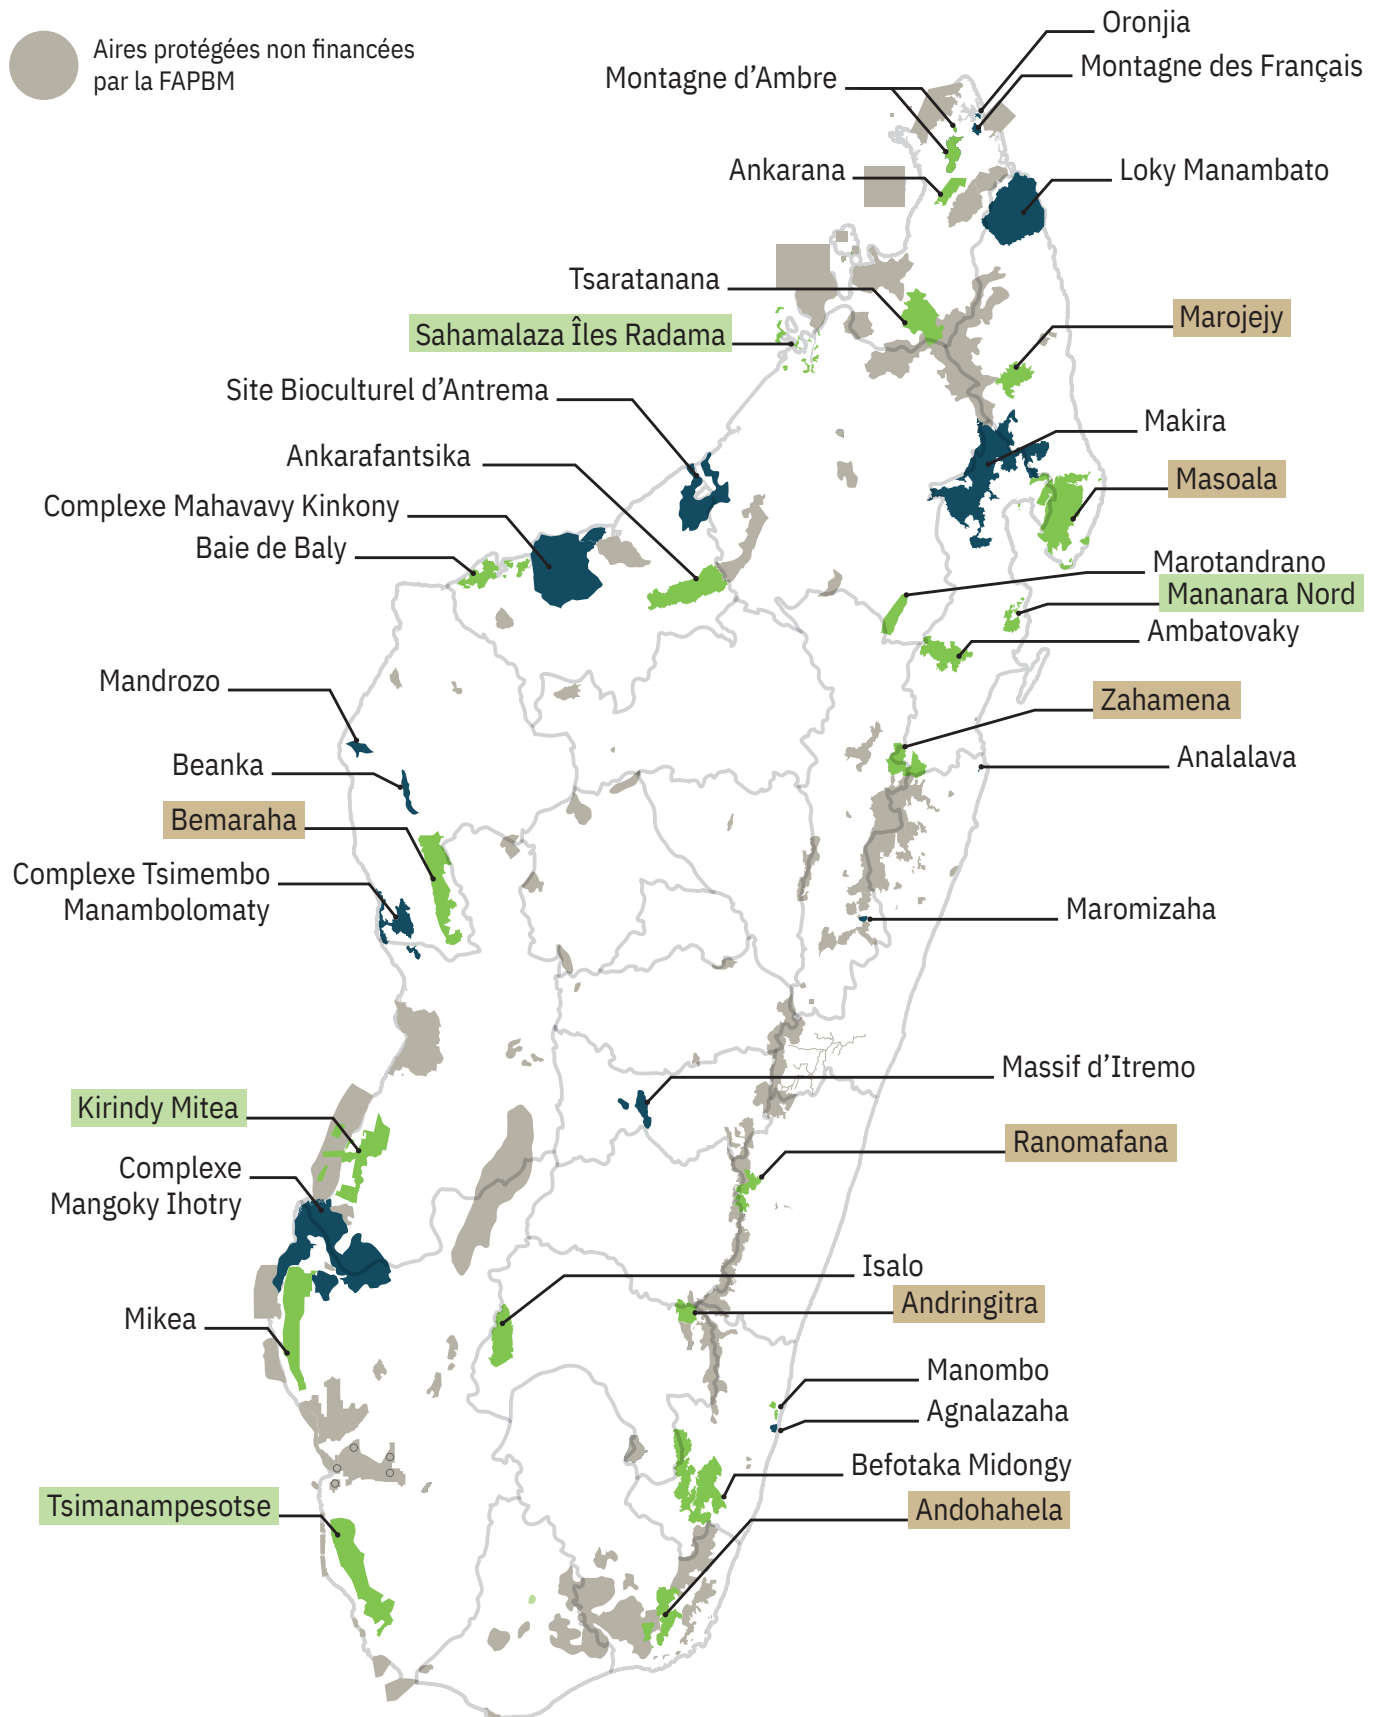 Aires protégées non financées
par la FAPBM
Oronjia
Montagne des Français
Montagne d'Ambre
Ankarana
Loky Manambato
Tsaratanana
Marojejy
Sahamalaza Îles Radama
Site Bioculturel d'Antrema
Makira
Ankarafantsika
Masoala
Complexe Mahavavy Kinkony
Baie de Baly
Marotandrano
Mananara Nord
Ambatovaky
Mandrozo
Zahamena
Beanka
Analalava
Bemaraha
Complexe Tsimembo
Manambolomaty
Maromizaha
Massif d'Itremo
Kirindy Mitea
Ranomafana
Complexe
Mangoky Ihotry
Isalo
Andringitra
Mikea
Manombo
Agnalazaha
Befotaka Midongy
Tsimanampesotse
Andohahela